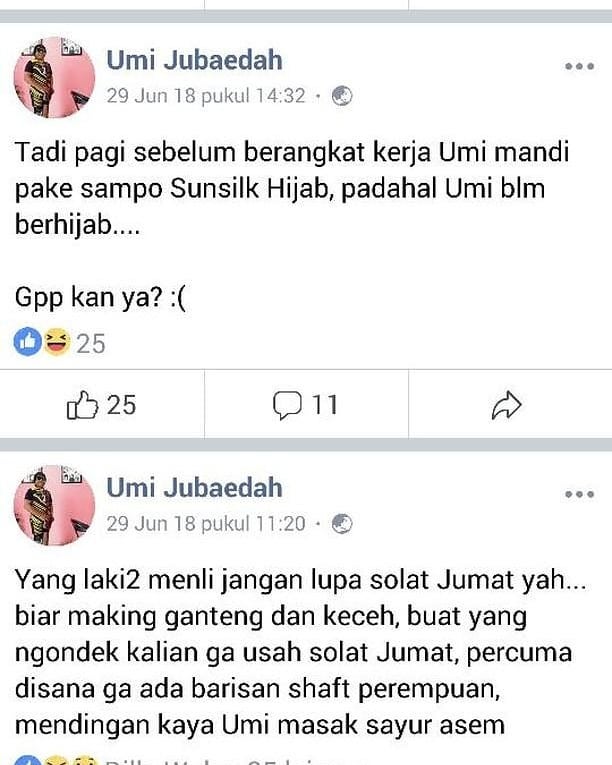 Umi Jubaedah
29 Jun 18 pukul 14:32 ·
Tadi pagi sebelum berangkat kerja Umi mandi
pake sampo Sunsilk Hijab, padahal Umi blm
berhijab....
Gpp kan ya? :(
25
25 11
Umi Jubaedah
29 Jun 18 pukul 11:20 ·
Yang laki2 menli jangan lupa solat Jumat yah...
biar making ganteng dan keceh, buat yang
ngondek kalian ga usah solat Jumat, percuma
disana ga ada barisan shaft perempuan,
mendingan kaya Umi masak sayur asem